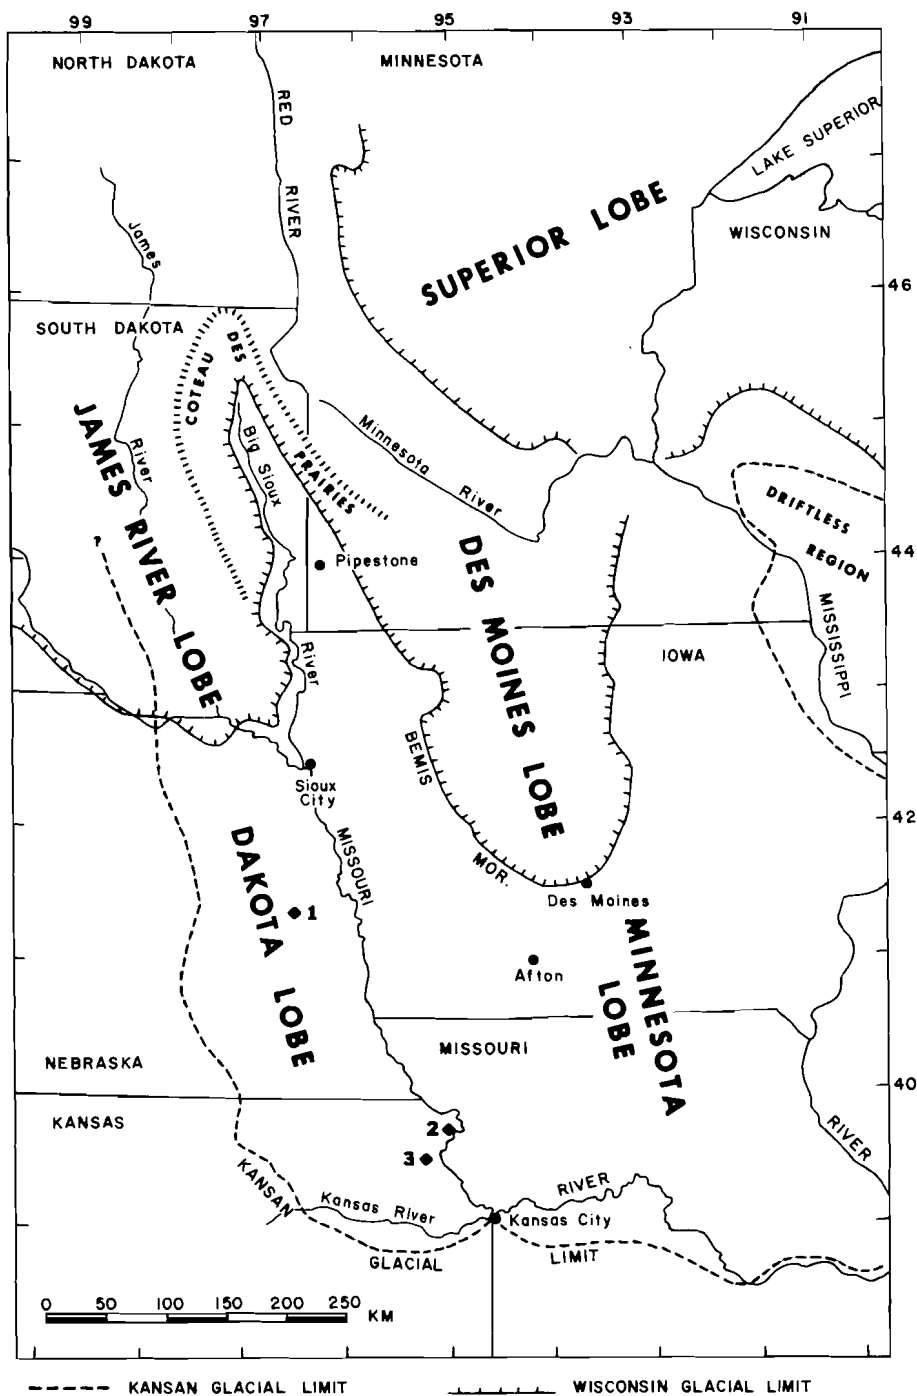 99 97 95 93 91
NORTH DAKOTA
MINNESOTA
RED
RIVER
LAKE SUPERIOR
James
SUPERIOR LOBE
WISCONSIN
46
SOUTH DAKOTA
COTEAU
DES
PRAIRIES
JAMES RIVER LOBE
River
Big Sioux
Minnesota
River
DRIFTLESS
REGION
?
44
Pipestone
DES MOINES LOBE
MISSISSIPPI
River
IOWA
BEMIS
MOR.
Sioux
City
42
DAKOTA LOBE
MISSOURI
1
Des Moines
Afton
MINNESOTA
LOBE
NEBRASKA
MISSOURI
40
KANSAS
2
3
RIVER
KANSAN
Kansas River
RIVER
Kansas City
GLACIAL
LIMIT
0 50 100 150 200 250 KM
KANSAN GLACIAL LIMIT
WISCONSIN GLACIAL LIMIT